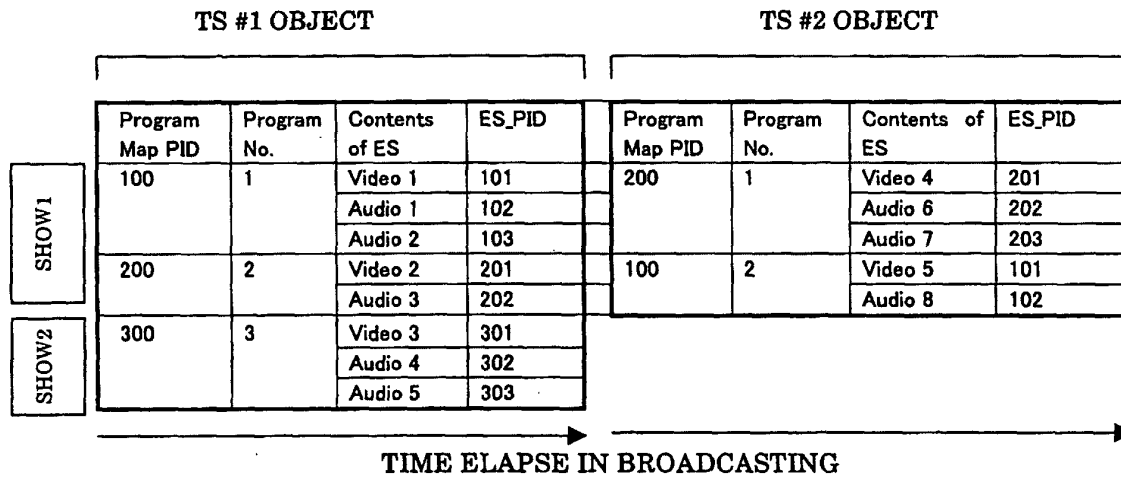 TS #1 OBJECT TS #2 OBJECT
Program Map PID Program No. Contents of ES ES_PID Program Map PID Program No. Contents of ES ES_PID
SHOW1
100 1 Video 1 101 200 1 Video 4 201
Audio 1 102 Audio 6 202
Audio 2 103 Audio 7 203
200 2 Video 2 201 100 2 Video 5 101
Audio 3 202 Audio 8 102
SHOW2
300 3 Video 3 301
Audio 4 302
Audio 5 303
TIME ELAPSE IN BROADCASTING